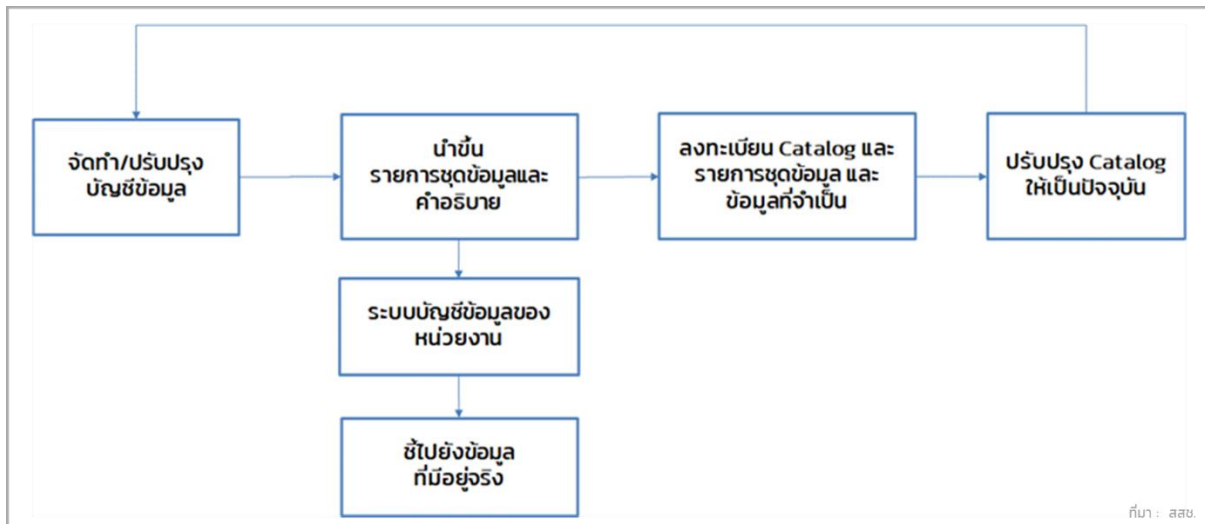 จัดทำ/ปรับปรุง
บัญชีข้อมูล
นำขึ้น
รายการชุดข้อมูลและ
คำอธิบาย
ลงทะเบียน Catalog และ
รายการชุดข้อมูล และ
ข้อมูลที่จำเป็น
ปรับปรุง Catalog
ให้เป็นปัจจุบัน
ระบบบัญชีข้อมูลของ
หน่วยงาน
ชี้ไปยังข้อมูล
ที่มีอยู่จริง
ที่มา : สสช.